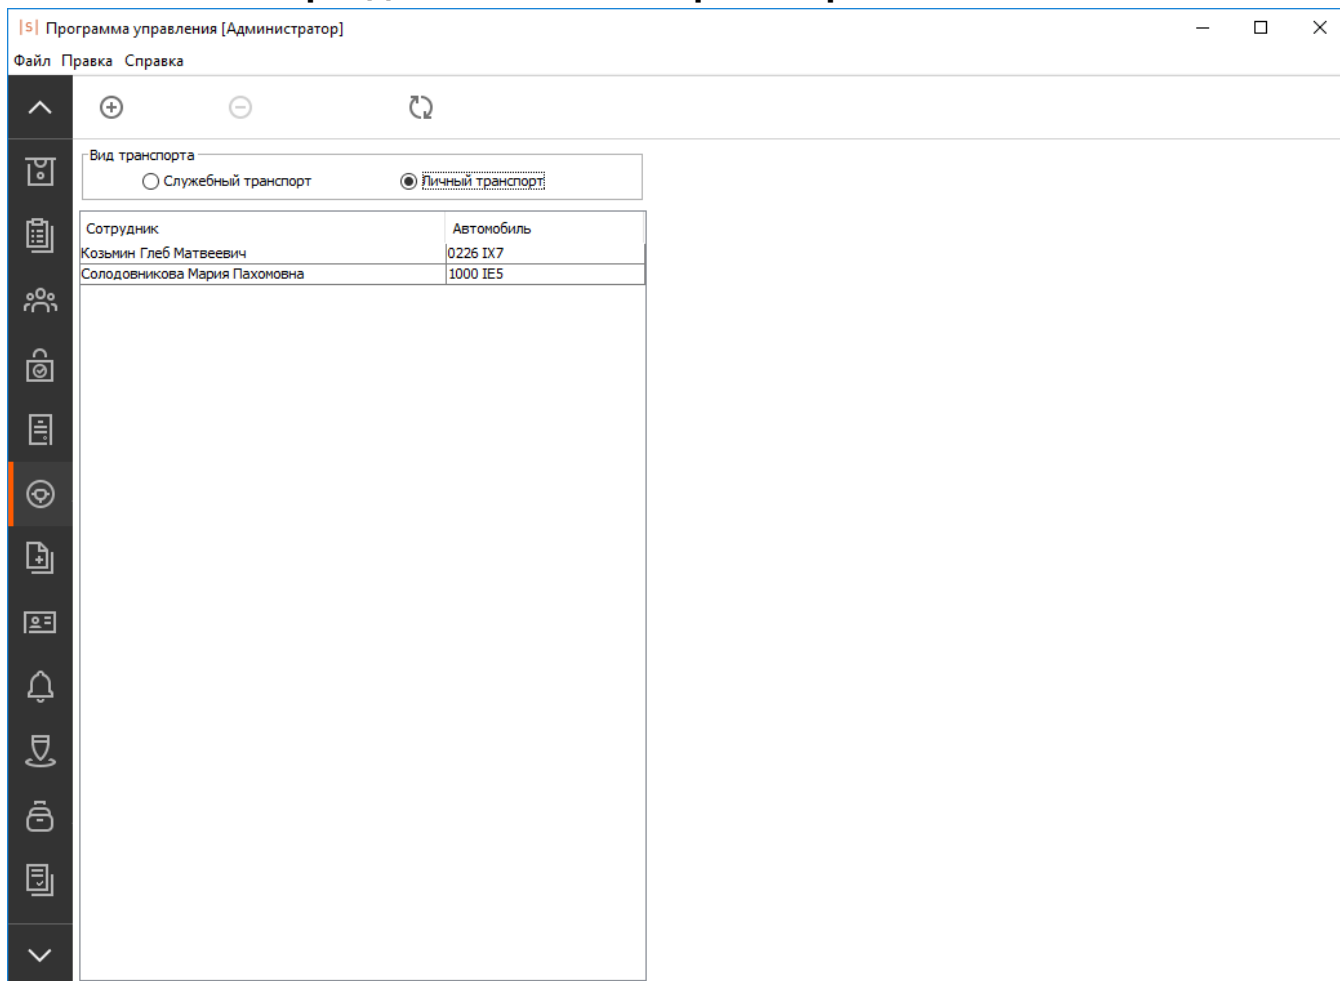 |S| Программа управления [Администратор]
Файл Правка Справка
Вид транспорта
Служебный транспорт Личный транспорт
Сотрудник Автомобиль
Козьмин Глеб Матвеевич 0226 IX7
Солодовникова Мария Пахомовна 1000 IE5